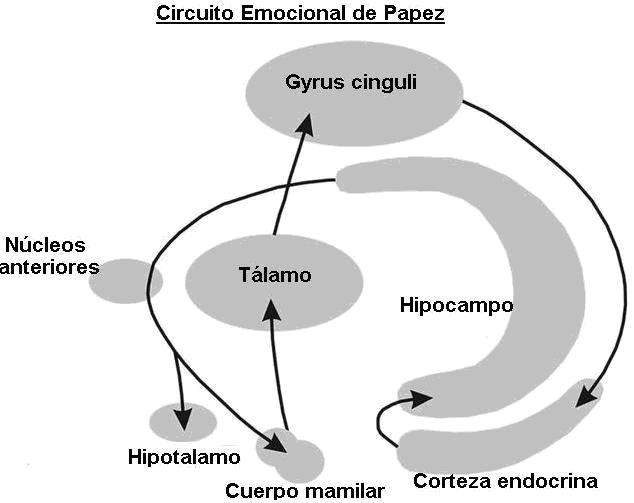 Circuito Emocional de Papez
Gyrus cinguli
Núcleos
anteriores
Tálamo
Hipocampo
Hipotalamo
Cuerpo mamilar
Corteza endocrina